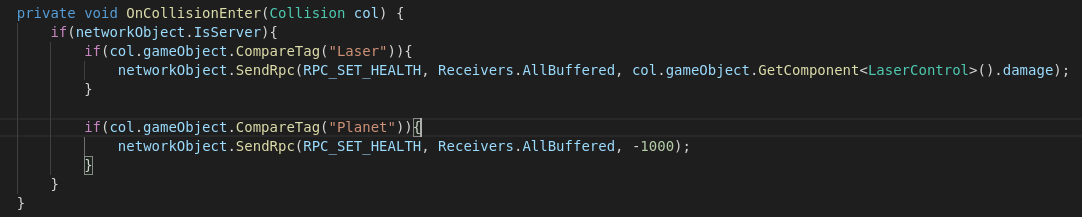 private void OnCollisionEnter(Collision col) {
    if(networkObject.IsServer){
        if(col.gameObject.CompareTag("Laser")){
            networkObject.SendRpc(RPC_SET_HEALTH, Receivers.AllBuffered, col.gameObject.GetComponent<LaserControl>().damage);
        }

        if(col.gameObject.CompareTag("Planet")){
            networkObject.SendRpc(RPC_SET_HEALTH, Receivers.AllBuffered, -1000);
        }
    }
}